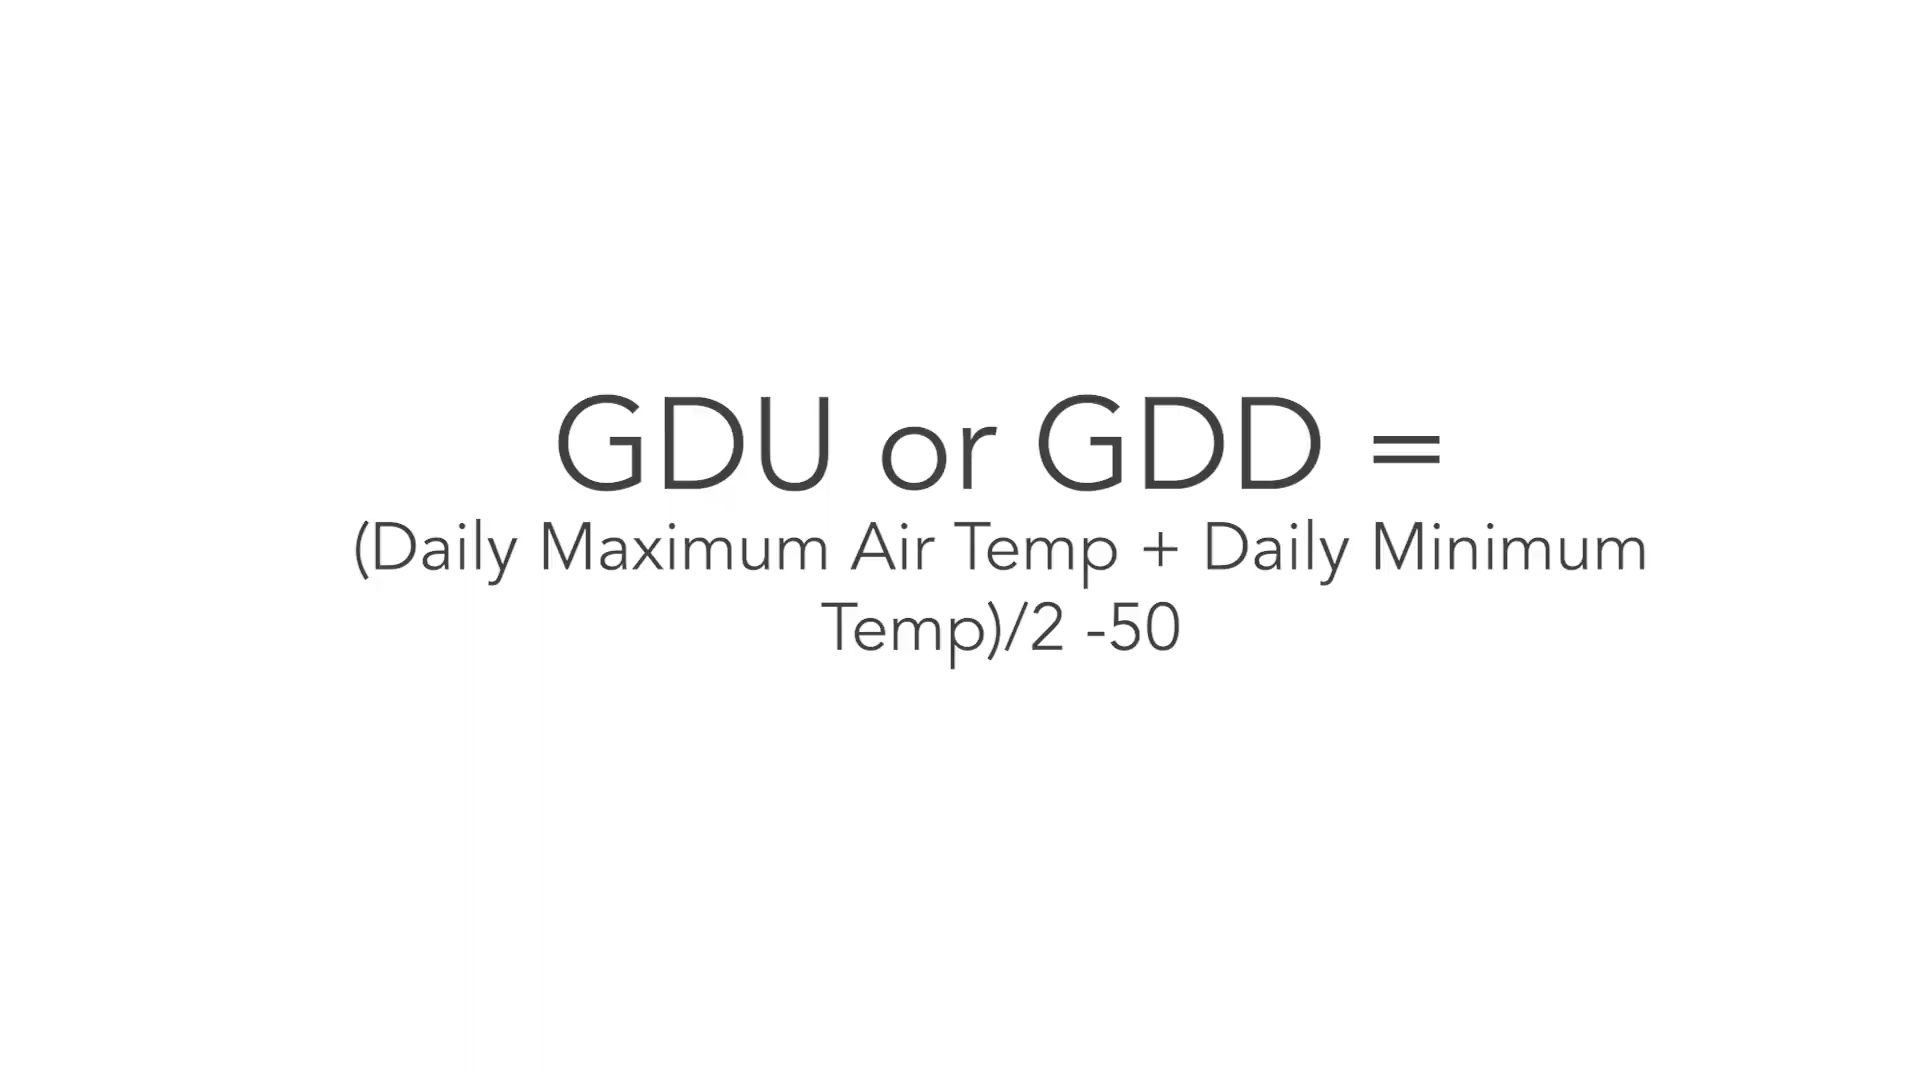 GDU or GDD =
(Daily Maximum Air Temp + Daily Minimum
Temp)/2 -50